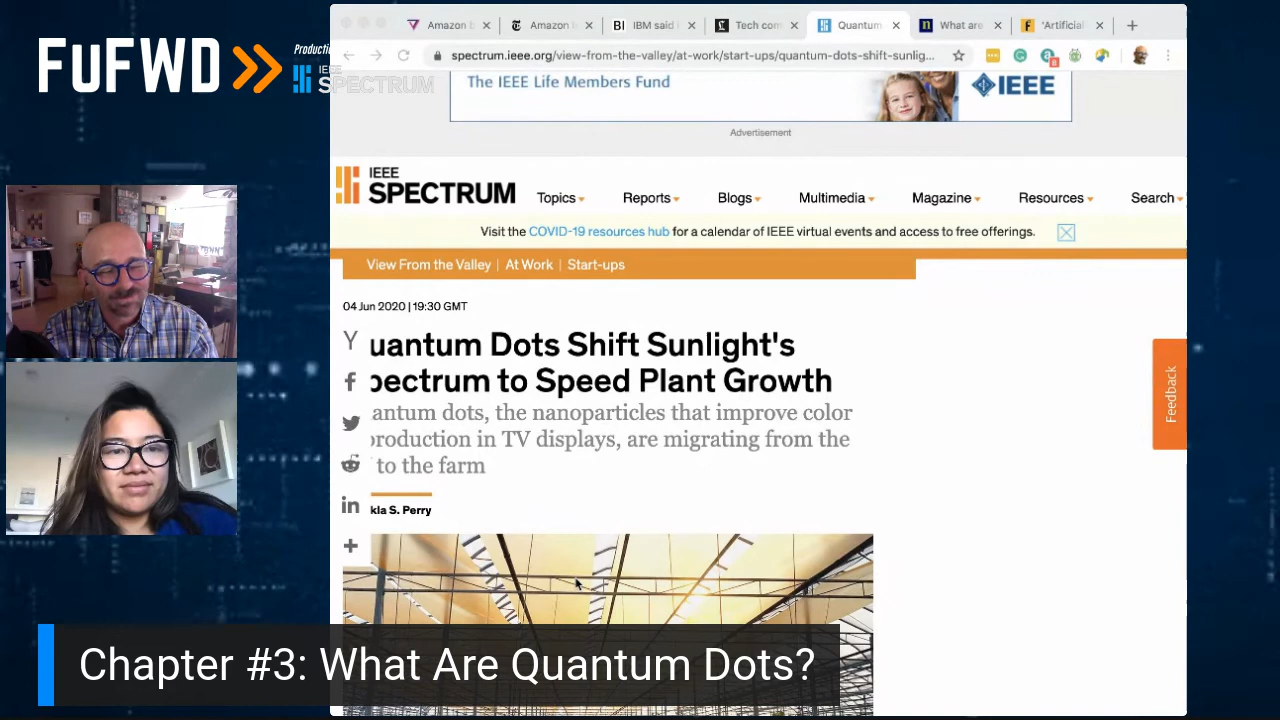 FuFWD
Productio
IEEE
SPECTRUM
Amazon b
Amazon b
BI IBM said i
Tech com
Quantum
What are
'Artificial
spectrum.ieee.org/view-from-the-valley/at-work/start-ups/quantum-dots-shift-sunlig...
8
The IEEE Life Members Fund
IEEE
Advertisement
IEEE
SPECTRUM
Topics
Reports
Blogs
Multimedia
Magazine
Resources
Search
Visit the COVID-19 resources hub for a calendar of IEEE virtual events and access to free offerings.
View From the Valley | At Work | Start-ups
04 Jun 2020 | 19:30 GMT
uantum Dots Shift Sunlight's
pectrum to Speed Plant Growth
antum dots, the nanoparticles that improve color
production in TV displays, are migrating from the
to the farm
kla S. Perry
Feedback
Chapter #3: What Are Quantum Dots?